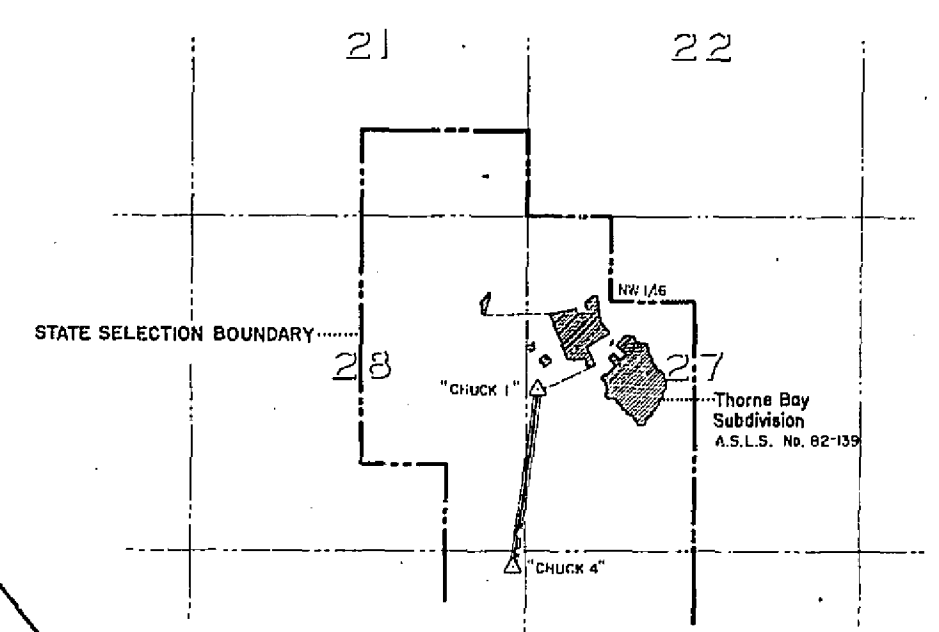 21
22
NW 1/16
STATE SELECTION BOUNDARY
28
27
"CHUCK 1"
Thorne Bay
Subdivision
A.S.L.S. No. 82-139
"CHUCK 4"